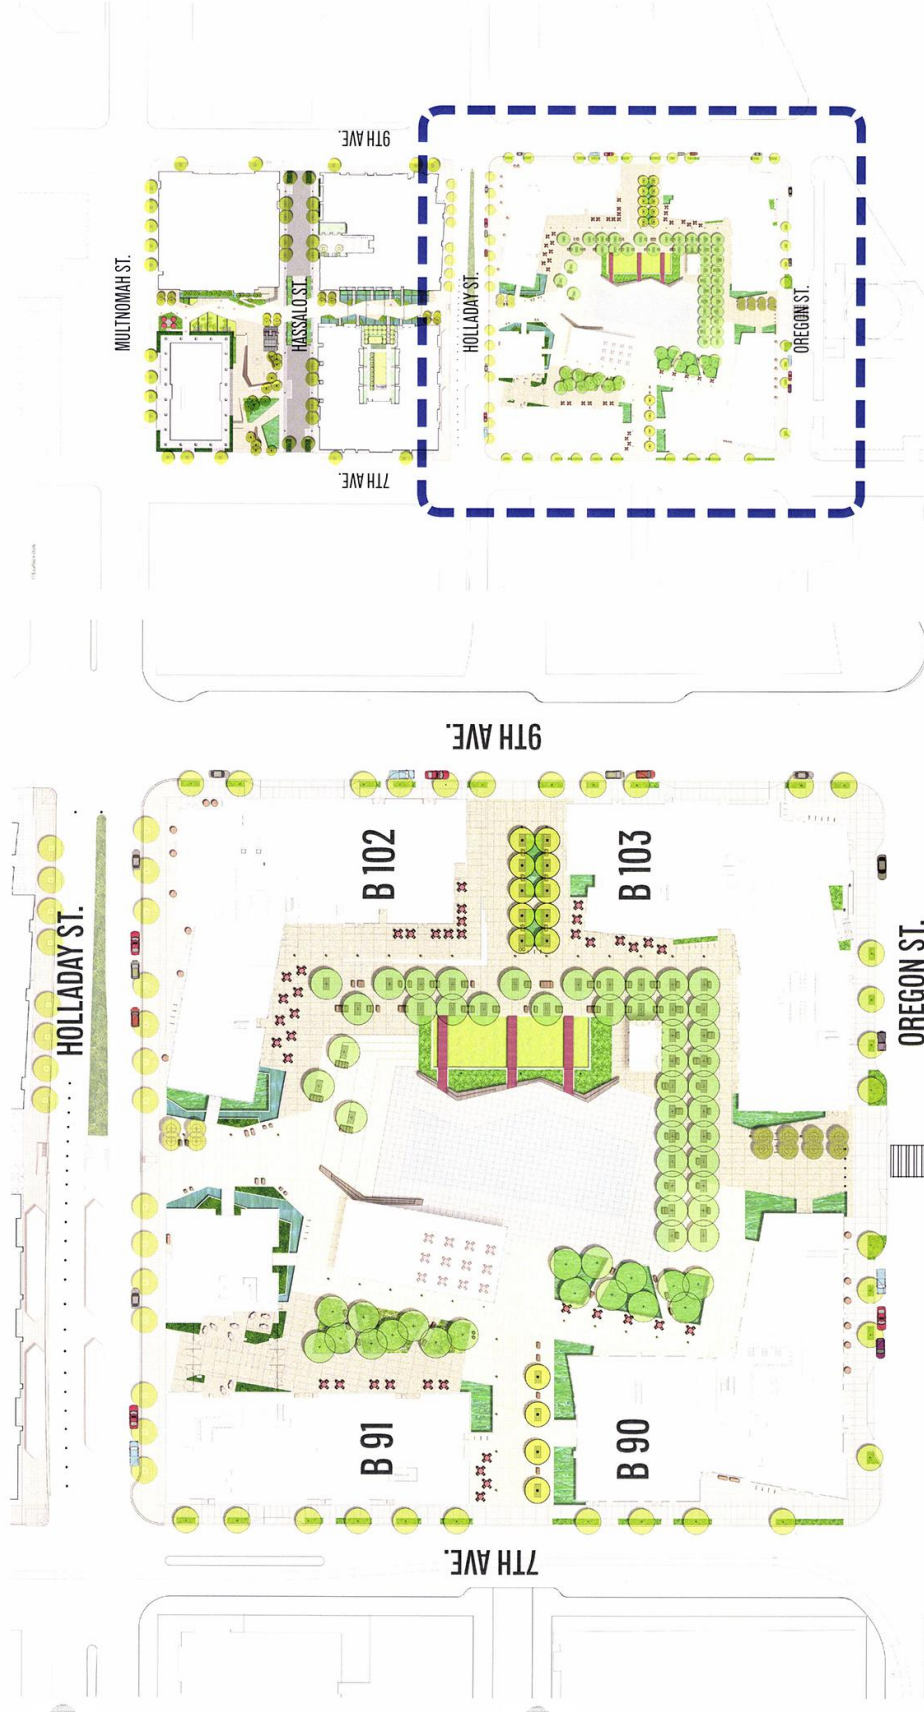 9TH AVE.
MULTNOMAH ST.
HASSALO ST.
HOLLADAY ST.
OREGON ST.
7TH AVE.
9TH AVE.
B 102
B 103
HOLLADAY ST.
OREGON ST.
B 91
B 90
7TH AVE.